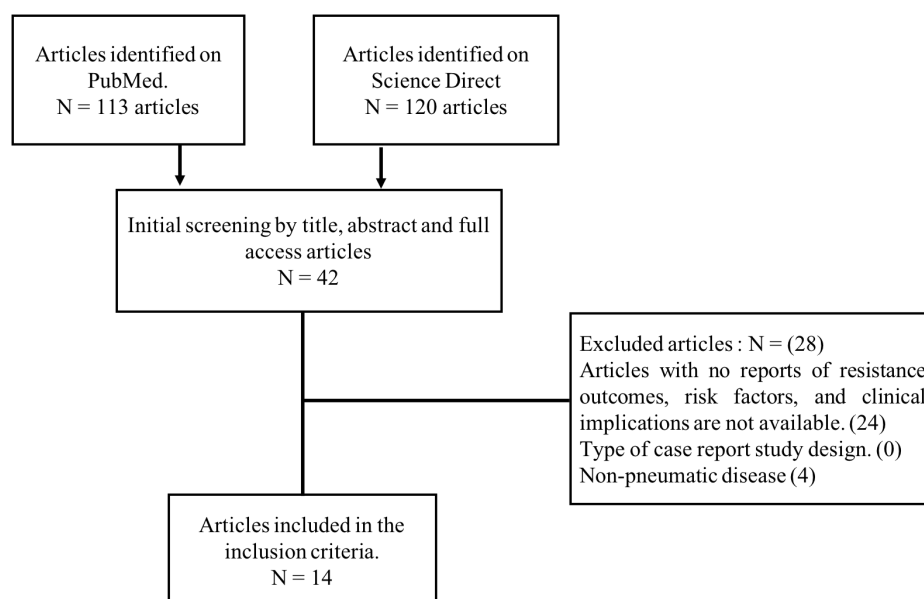 Articles identified on
PubMed.
N = 113 articles
Articles identified on
Science Direct
N = 120 articles
Initial screening by title, abstract and full
access articles
N = 42
Excluded articles : N = (28)
Articles with no reports of resistance
outcomes, risk factors, and clinical
implications are not available. (24)
Type of case report study design. (0)
Non-pneumatic disease (4)
Articles included in the
inclusion criteria.
N = 14